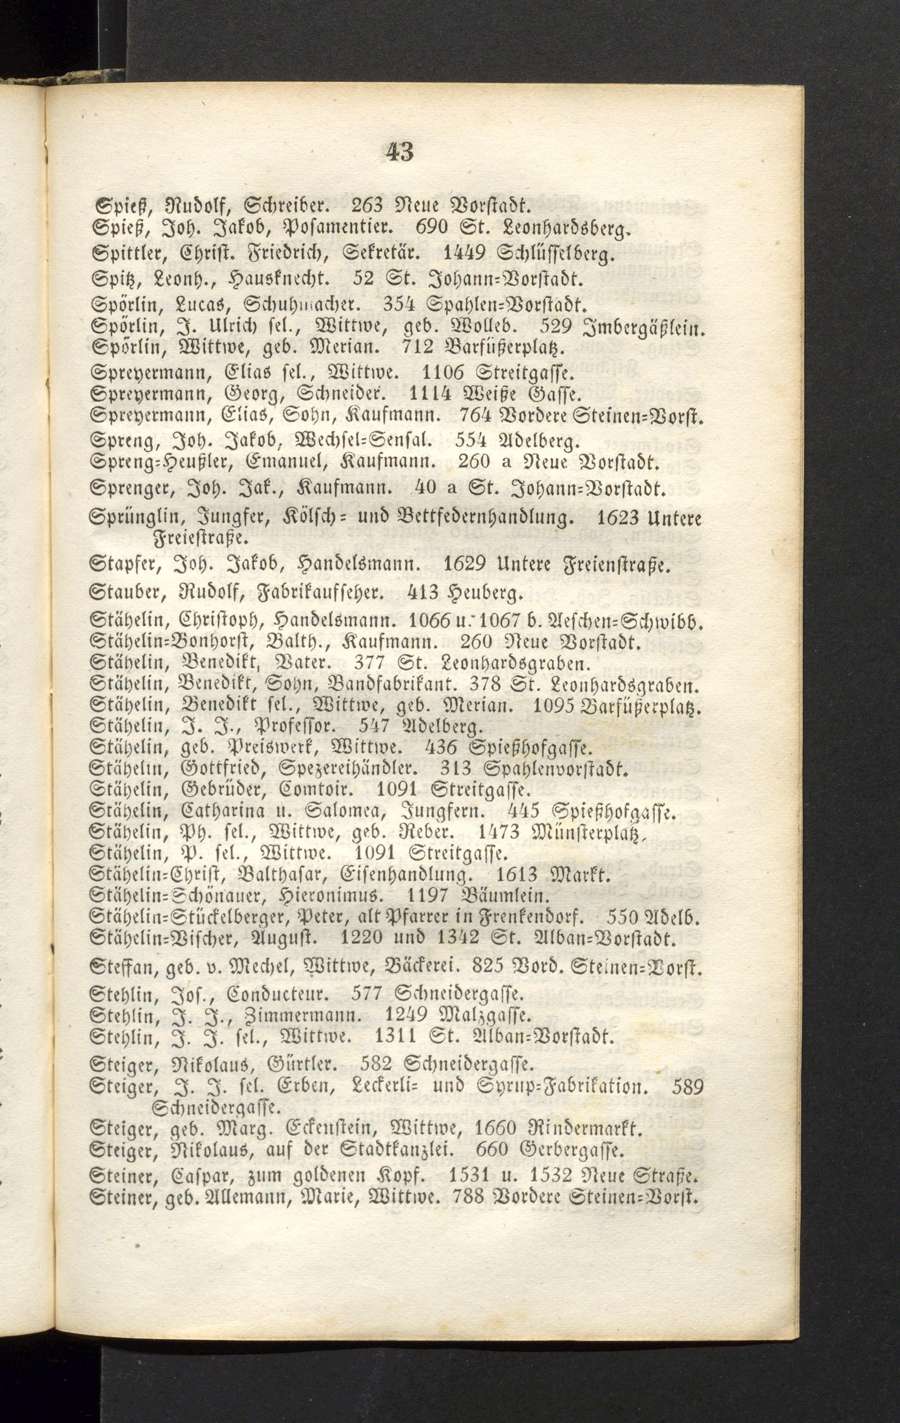 43
Spieß, Rudolf, Schreiber. 263 Neue Vorstadt.
Spieß, Joh. Jakob, Posamentier. 690 St. Leonhardsberg.
Spittler, Christ. Friedrich, Sekretär. 1449 Schlüsselberg.
Spitz, Leonh., Hausknecht. 52 St. Johann=Vorstadt.
Spörlin, Lucas, Schuhmacher. 354 Spahlen=Vorstadt.
Spörlin, J. Ulrich sel., Wittwe, geb. Wolleb. 529 Imbergäßlein.
Spörlin, Wittwe, geb. Merian. 712 Barfüßerplatz.
Spreyermann, Elias sel., Wittwe. 1106 Streitgasse.
Spreyermann, Georg, Schneider. 1114 Weiße Gasse.
Spreyermann, Elias, Sohn, Kaufmann. 764 Vordere Steinen=Vorst.
Spreng, Joh. Jakob, Wechsel=Sensal. 554 Adelberg.
Spreng=Heußler, Emanuel, Kaufmann. 260 a Neue Vorstadt.
Sprenger, Joh. Jak., Kaufmann. 40 a St. Johann=Vorstadt.
Sprünglin, Jungfer, Kölsch= und Bettfedernhandlung. 1623 Untere
Freiestraße.
Stapfer, Joh. Jakob, Handelsmann. 1629 Untere Freienstraße.
Stauber, Rudolf, Fabrikaufseher. 413 Heuberg.
Stähelin, Christoph, Handelsmann. 1066 u. 1067 b. Aeschen=Schwibb.
Stähelin=Bonhorst, Balth., Kaufmann. 260 Neue Vorstadt.
Stähelin, Benedikt, Vater. 377 St. Leonhardsgraben.
Stähelin, Benedikt, Sohn, Bandfabrikant. 378 St. Leonhardsgraben.
Stähelin, Benedikt sel., Wittwe, geb. Merian. 1095 Barfüßerplatz.
Stähelin, J. J., Professor. 547 Adelberg.
Stähelin, geb. Preiswerk, Wittwe. 436 Spießhofgasse.
Stähelin, Gottfried, Spezereihändler. 313 Spahlenvorstadt.
Stähelin, Gebrüder, Comtoir. 1091 Streitgasse.
Stähelin, Catharina u. Salomea, Jungfern. 445 Spießhofgasse.
Stähelin, Ph. sel., Wittwe, geb. Reber. 1473 Münsterplatz.
Stähelin, P. sel., Wittwe. 1091 Streitgasse.
Stähelin=Christ, Balthasar, Eisenhandlung. 1613 Markt.
Stähelin=Schönauer, Hieronimus. 1197 Bäumlein.
Stähelin=Stückelberger, Peter, alt Pfarrer in Frenkendorf. 550 Adelb.
Stähelin=Vischer, August. 1220 und 1342 St. Alban=Vorstadt.
Steffan, geb. v. Mechel, Wittwe, Bäckerei. 825 Vord. Steinen=Vorst.
Stehlin, Jos., Conducteur. 577 Schneidergasse.
Stehlin, J. J., Zimmermann. 1249 Malzgasse.
Stehlin, J. J. sel., Wittwe. 1311 St. Alban=Vorstadt.
Steiger, Nikolaus, Gürtler. 582 Schneidergasse.
Steiger, J. J. sel. Erben, Leckerli= und Syrup=Fabrikation. 589
Schneidergasse.
Steiger, geb. Marg. Eckenstein, Wittwe, 1660 Rindermarkt.
Steiger, Nikolaus, auf der Stadtkanzlei. 660 Gerbergasse.
Steiner, Caspar, zum goldenen Kopf. 1531 u. 1532 Neue Straße.
Steiner, geb. Allemann, Marie, Wittwe. 788 Vordere Steinen=Vorst.